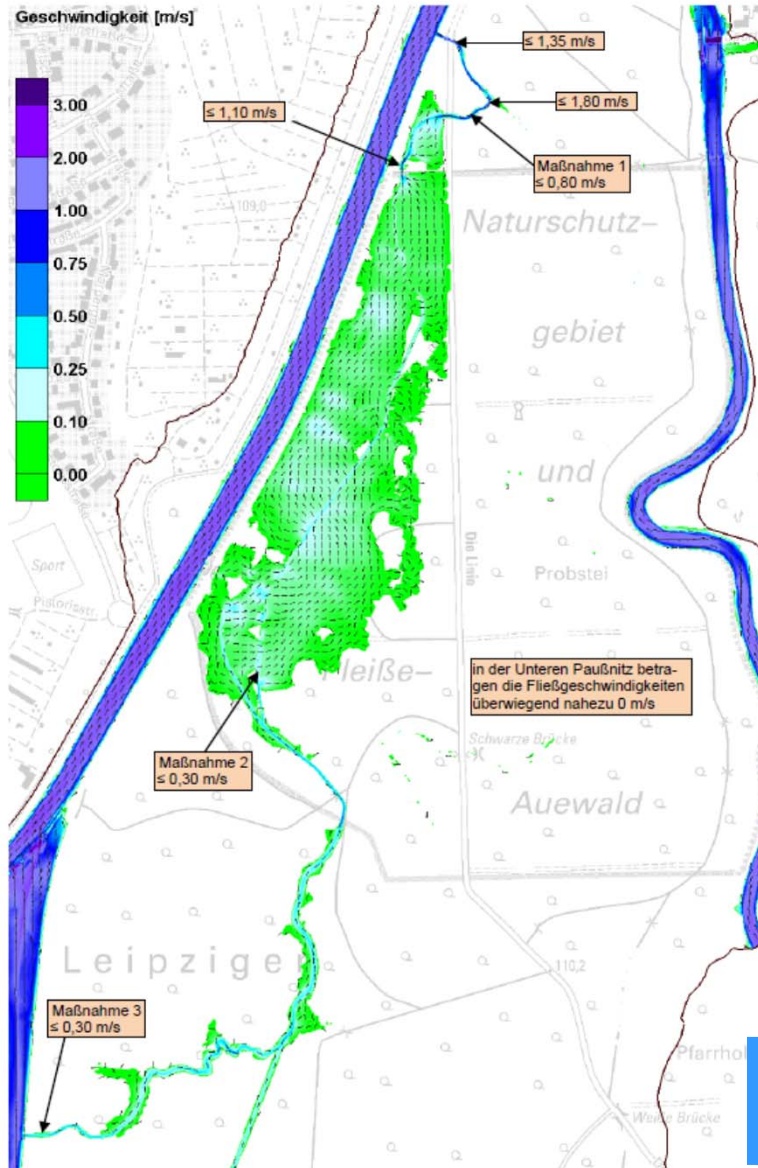 Geschwindigkeit [m/s]
3.00
2.00
1.00
0.75
0.50
0.25
0.10
0.00
≤ 1,35 m/s
≤ 1,80 m/s
≤ 1,10 m/s
Maßnahme 1
≤ 0,80 m/s
109,0
Naturschutz-
gebiet
und
Die Linie
Probstei
Sport
Pistorisstr.
in der Unteren Paußnitz betra-
gen die Fließgeschwindigkeiten
überwiegend nahezu 0 m/s
leiße-
Maßnahme 2
≤ 0,30 m/s
Schwarze Brücke
Auewald
Leipziger
110,2
Maßnahme 3
≤ 0,30 m/s
Pfarrhol
Weiße Brücke